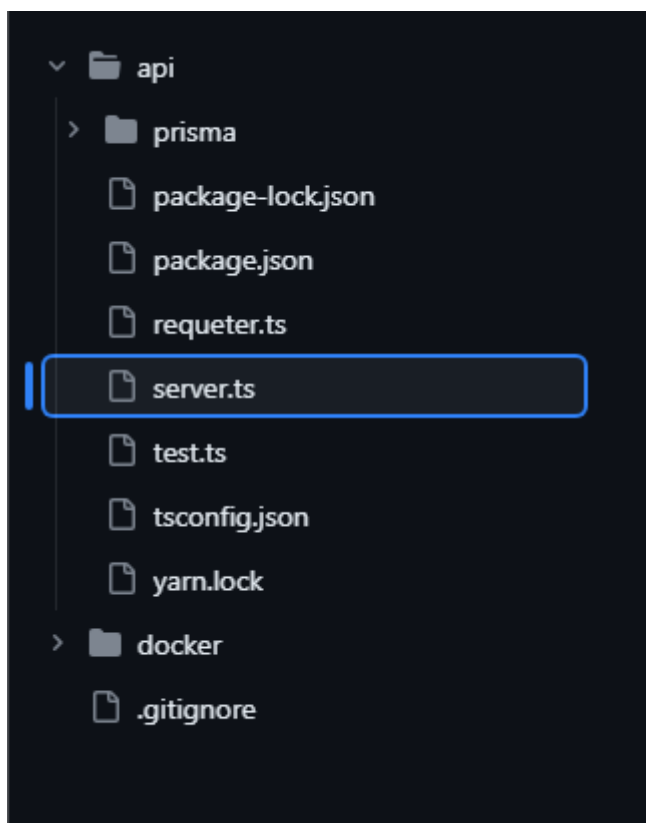 api
prisma
package-lock.json
package.json
requeter.ts
server.ts
test.ts
tsconfig.json
yarn.lock
docker
.gitignore